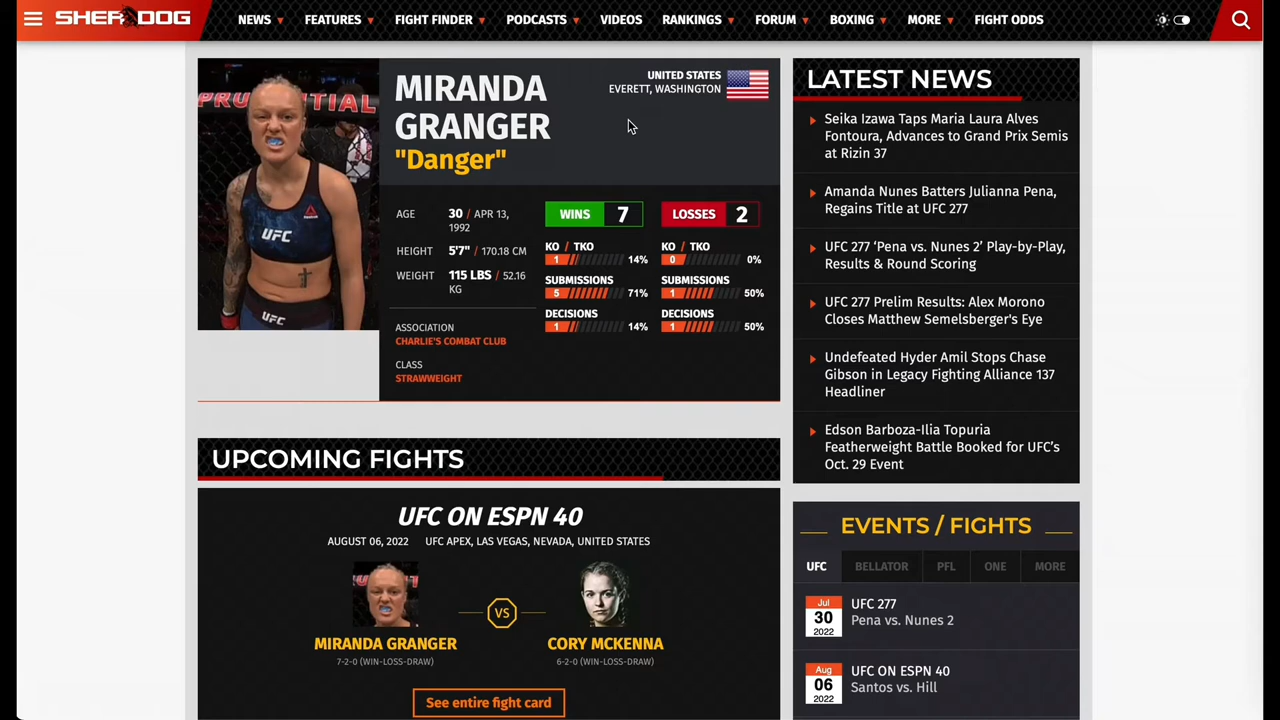 SHERDOG
NEWS
FEATURES
FIGHT FINDER
PODCASTS
VIDEOS
RANKINGS
FORUM
BOXING
MORE
FIGHT ODDS
PRUDENTIAL
UFC
UFC
MIRANDA
GRANGER
"Danger"
UNITED STATES
EVERETT, WASHINGTON
AGE
30 / APR 13,
1992
HEIGHT
5'7" / 170.18 CM
WEIGHT
115 LBS / 52.16
KG
ASSOCIATION
CHARLIE'S COMBAT CLUB
CLASS
STRAWWEIGHT
WINS 7
KO / TKO
1 14%
SUBMISSIONS
5 71%
DECISIONS
1 14%
LOSSES 2
KO / TKO
0 0%
SUBMISSIONS
1 50%
DECISIONS
1 50%
UPCOMING FIGHTS
UFC ON ESPN 40
AUGUST 06, 2022 UFC APEX, LAS VEGAS, NEVADA, UNITED STATES
VS
MIRANDA GRANGER
7-2-0 (WIN-LOSS-DRAW)
CORY MCKENNA
6-2-0 (WIN-LOSS-DRAW)
See entire fight card
LATEST NEWS
Seika Izawa Taps Maria Laura Alves
Fontoura, Advances to Grand Prix Semis
at Rizin 37
Amanda Nunes Batters Julianna Pena,
Regains Title at UFC 277
UFC 277 ‘Pena vs. Nunes 2’ Play-by-Play,
Results & Round Scoring
UFC 277 Prelim Results: Alex Morono
Closes Matthew Semelsberger's Eye
Undefeated Hyder Amil Stops Chase
Gibson in Legacy Fighting Alliance 137
Headliner
Edson Barboza-Ilia Topuria
Featherweight Battle Booked for UFC’s
Oct. 29 Event
EVENTS / FIGHTS
UFC
BELLATOR
PFL
ONE
MORE
Jul
30
2022
UFC 277
Pena vs. Nunes 2
Aug
06
2022
UFC ON ESPN 40
Santos vs. Hill